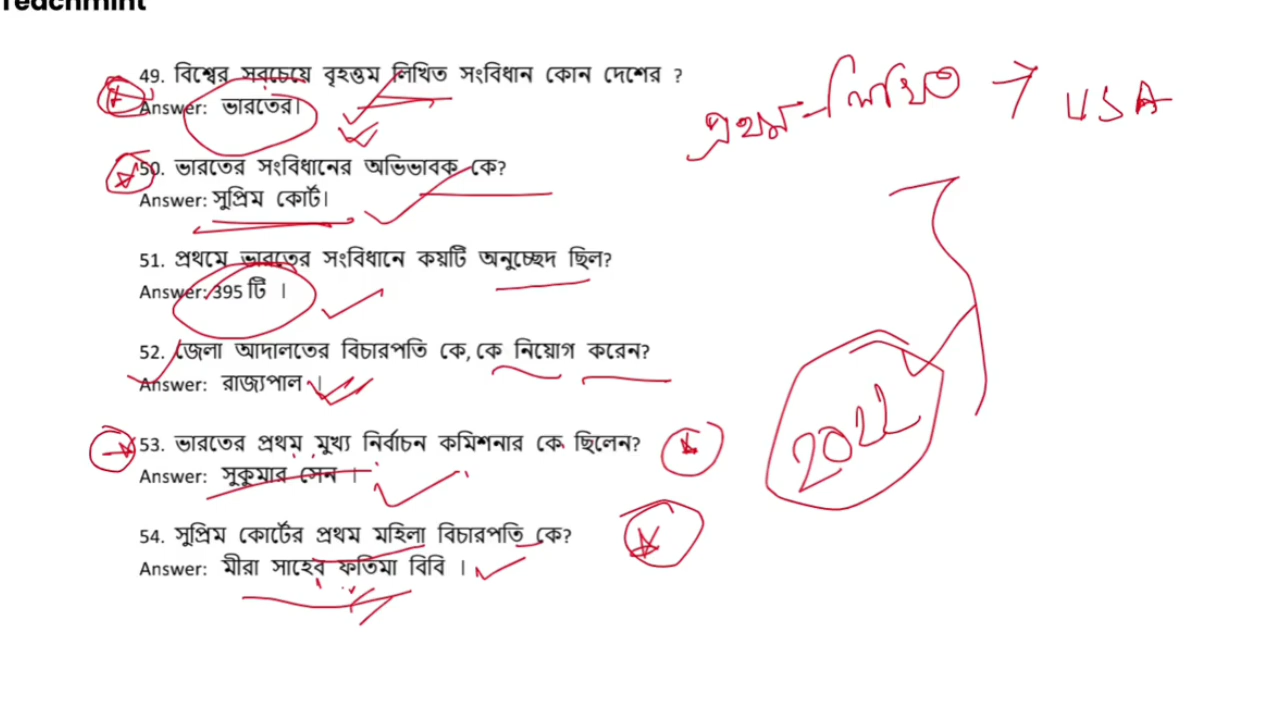 Teachmint
49. বিশ্বের সবচেয়ে বৃহত্তম লিখিত সংবিধান কোন দেশের ?
Answer: ভারতের।
প্রথম - লিখিত → USA
50. ভারতের সংবিধানের অভিভাবক কে?
Answer: সুপ্রিম কোর্ট।
51. প্রথমে ভারতের সংবিধানে কয়টি অনুচ্ছেদ ছিল?
Answer: 395 টি ।
52. জেলা আদালতের বিচারপতি কে, কে নিয়োগ করেন?
Answer: রাজ্যপাল ।
2022
53. ভারতের প্রথম মুখ্য নির্বাচন কমিশনার কে ছিলেন?
Answer: সুকুমার সেন ।
54. সুপ্রিম কোর্টের প্রথম মহিলা বিচারপতি কে?
Answer: মীরা সাহেব ফতিমা বিবি ।